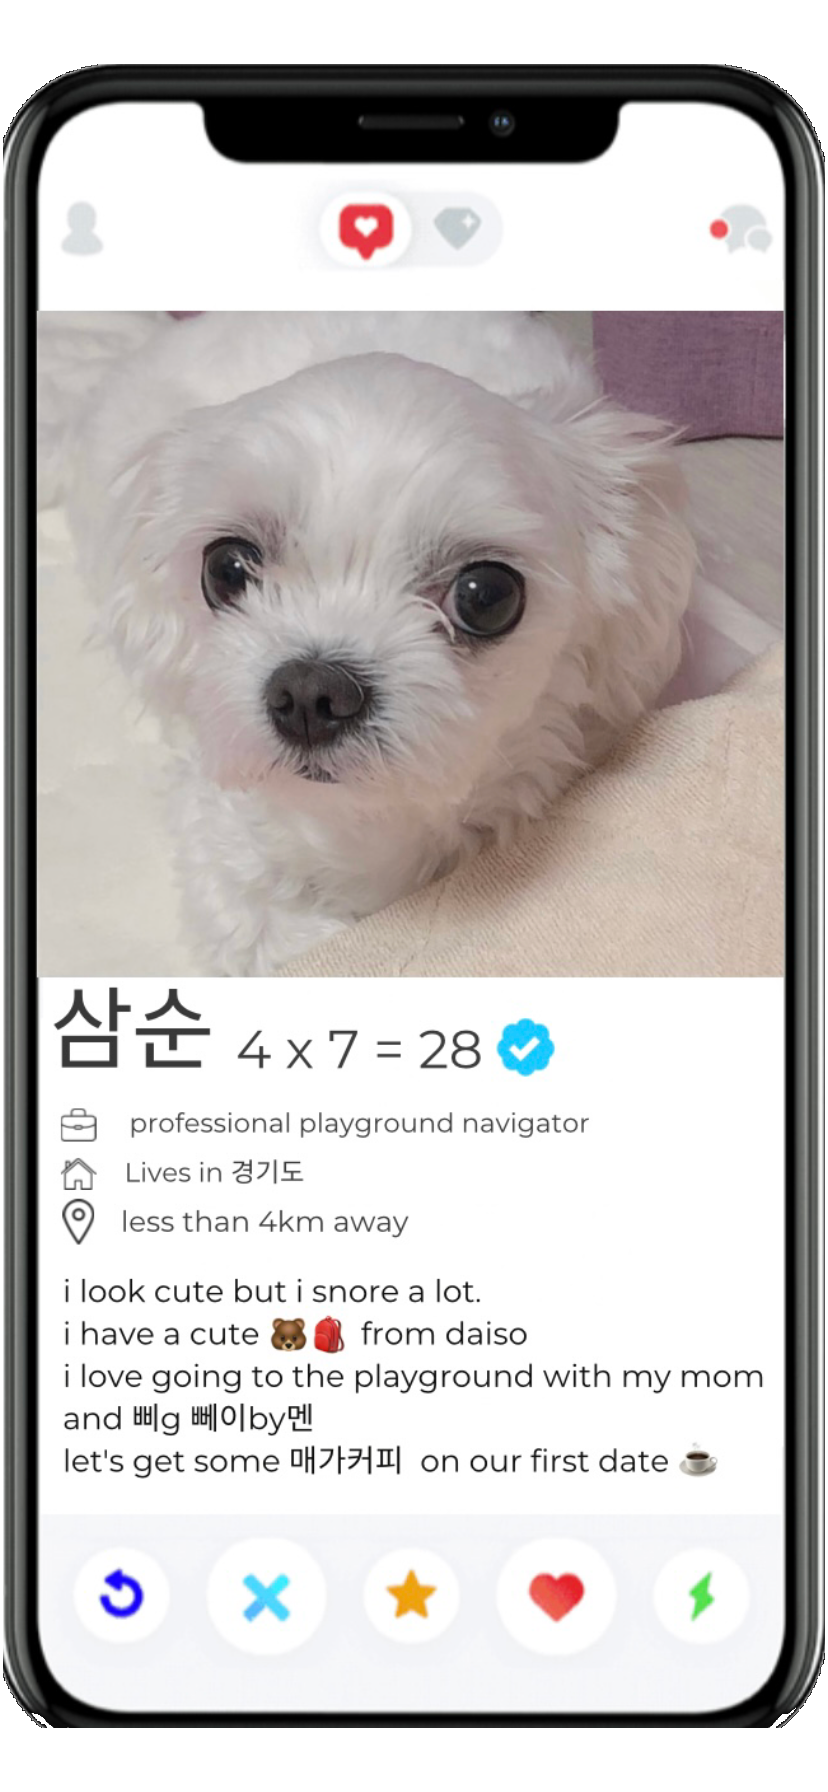 삼순 4 x 7 = 28
professional playground navigator
Lives in 경기도
less than 4km away
i look cute but i snore a lot.
i have a cute 🐻🎒 from daiso
i love going to the playground with my mom
and 삐g 뻬이by멘
let's get some 매가커피 on our first date ☕